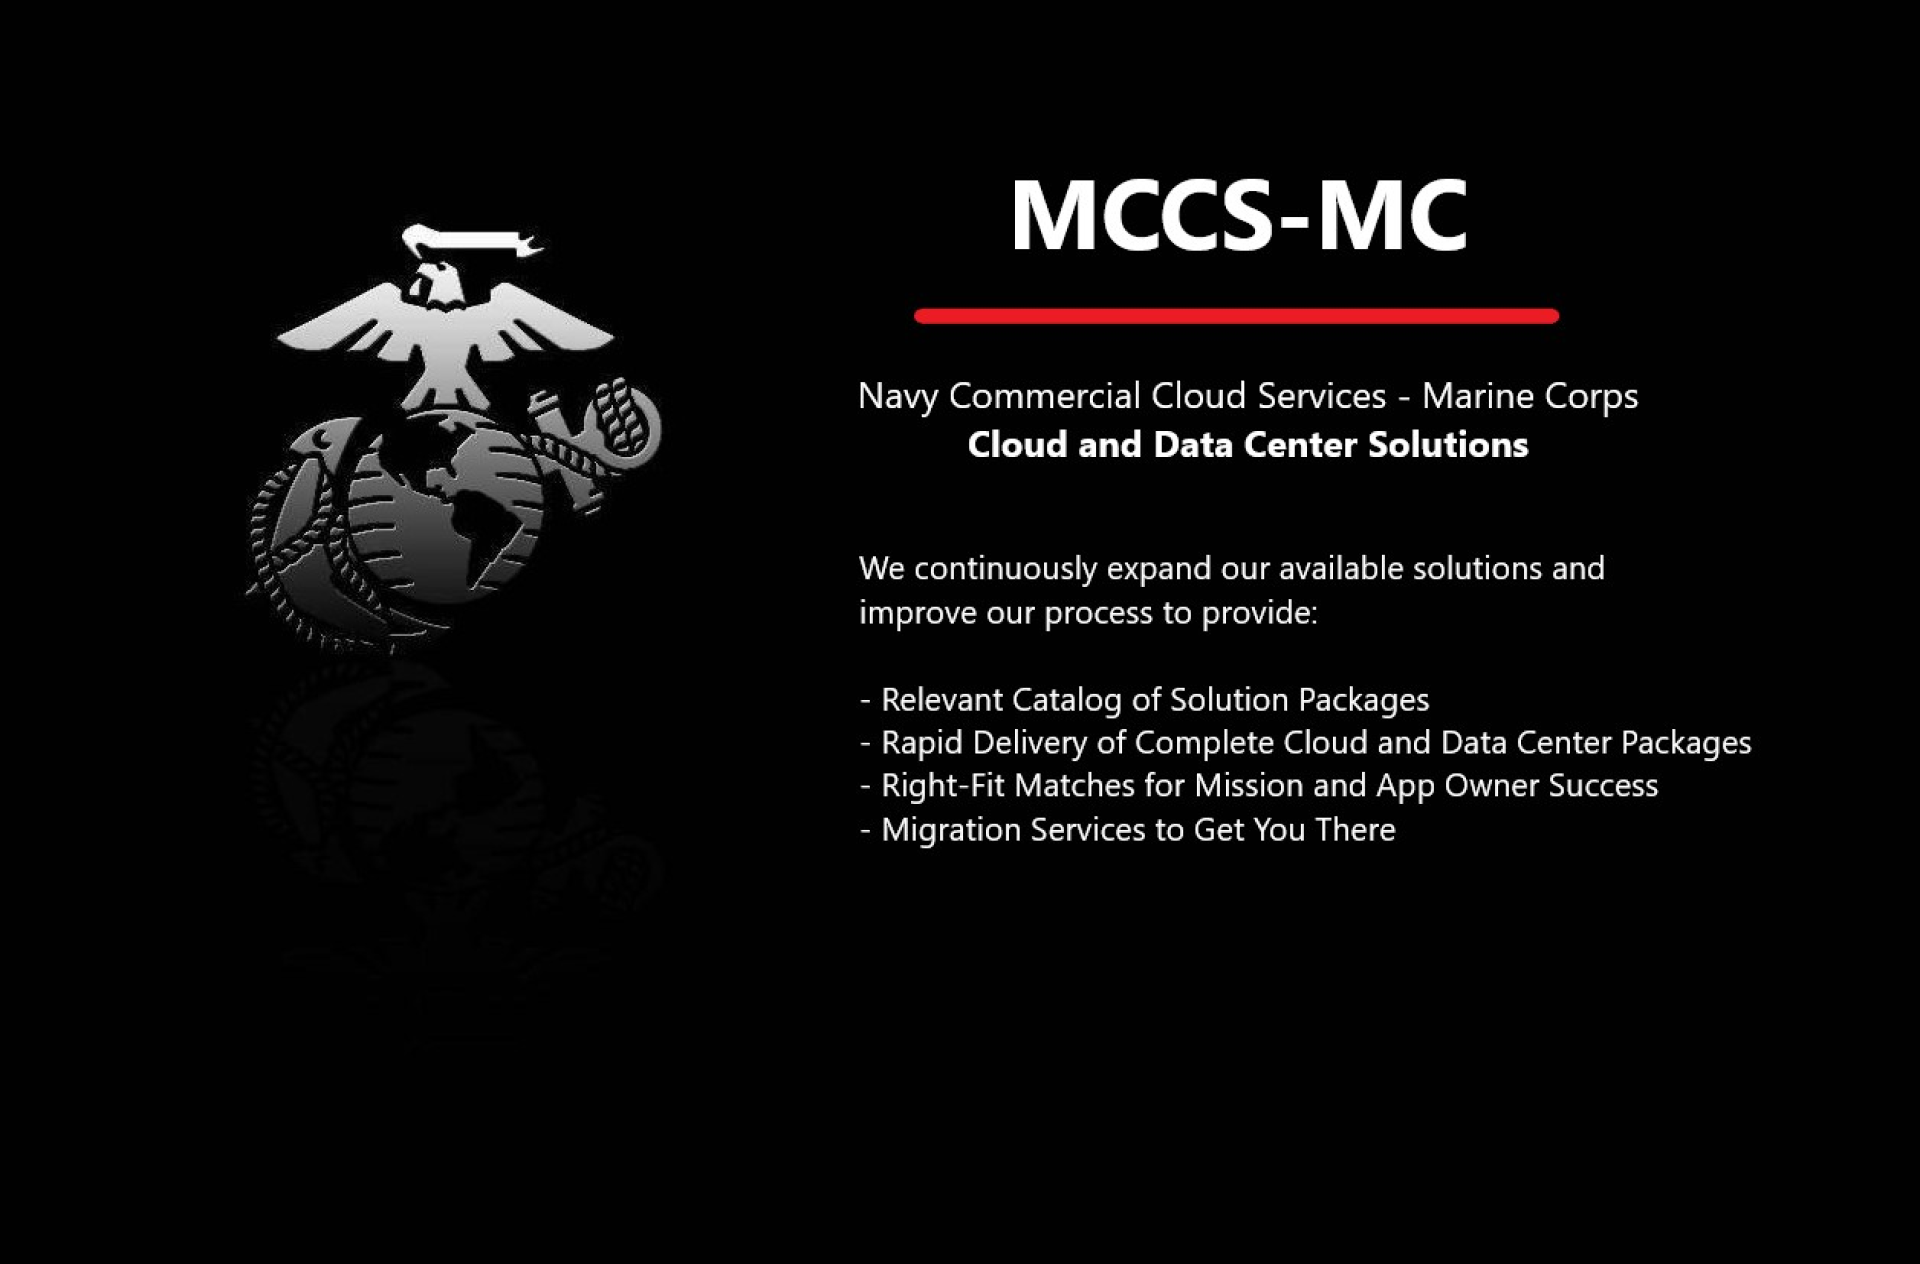 MCCS-MC
Navy Commercial Cloud Services - Marine Corps
Cloud and Data Center Solutions
We continuously expand our available solutions and
improve our process to provide:
- Relevant Catalog of Solution Packages
- Rapid Delivery of Complete Cloud and Data Center Packages
- Right-Fit Matches for Mission and App Owner Success
- Migration Services to Get You There